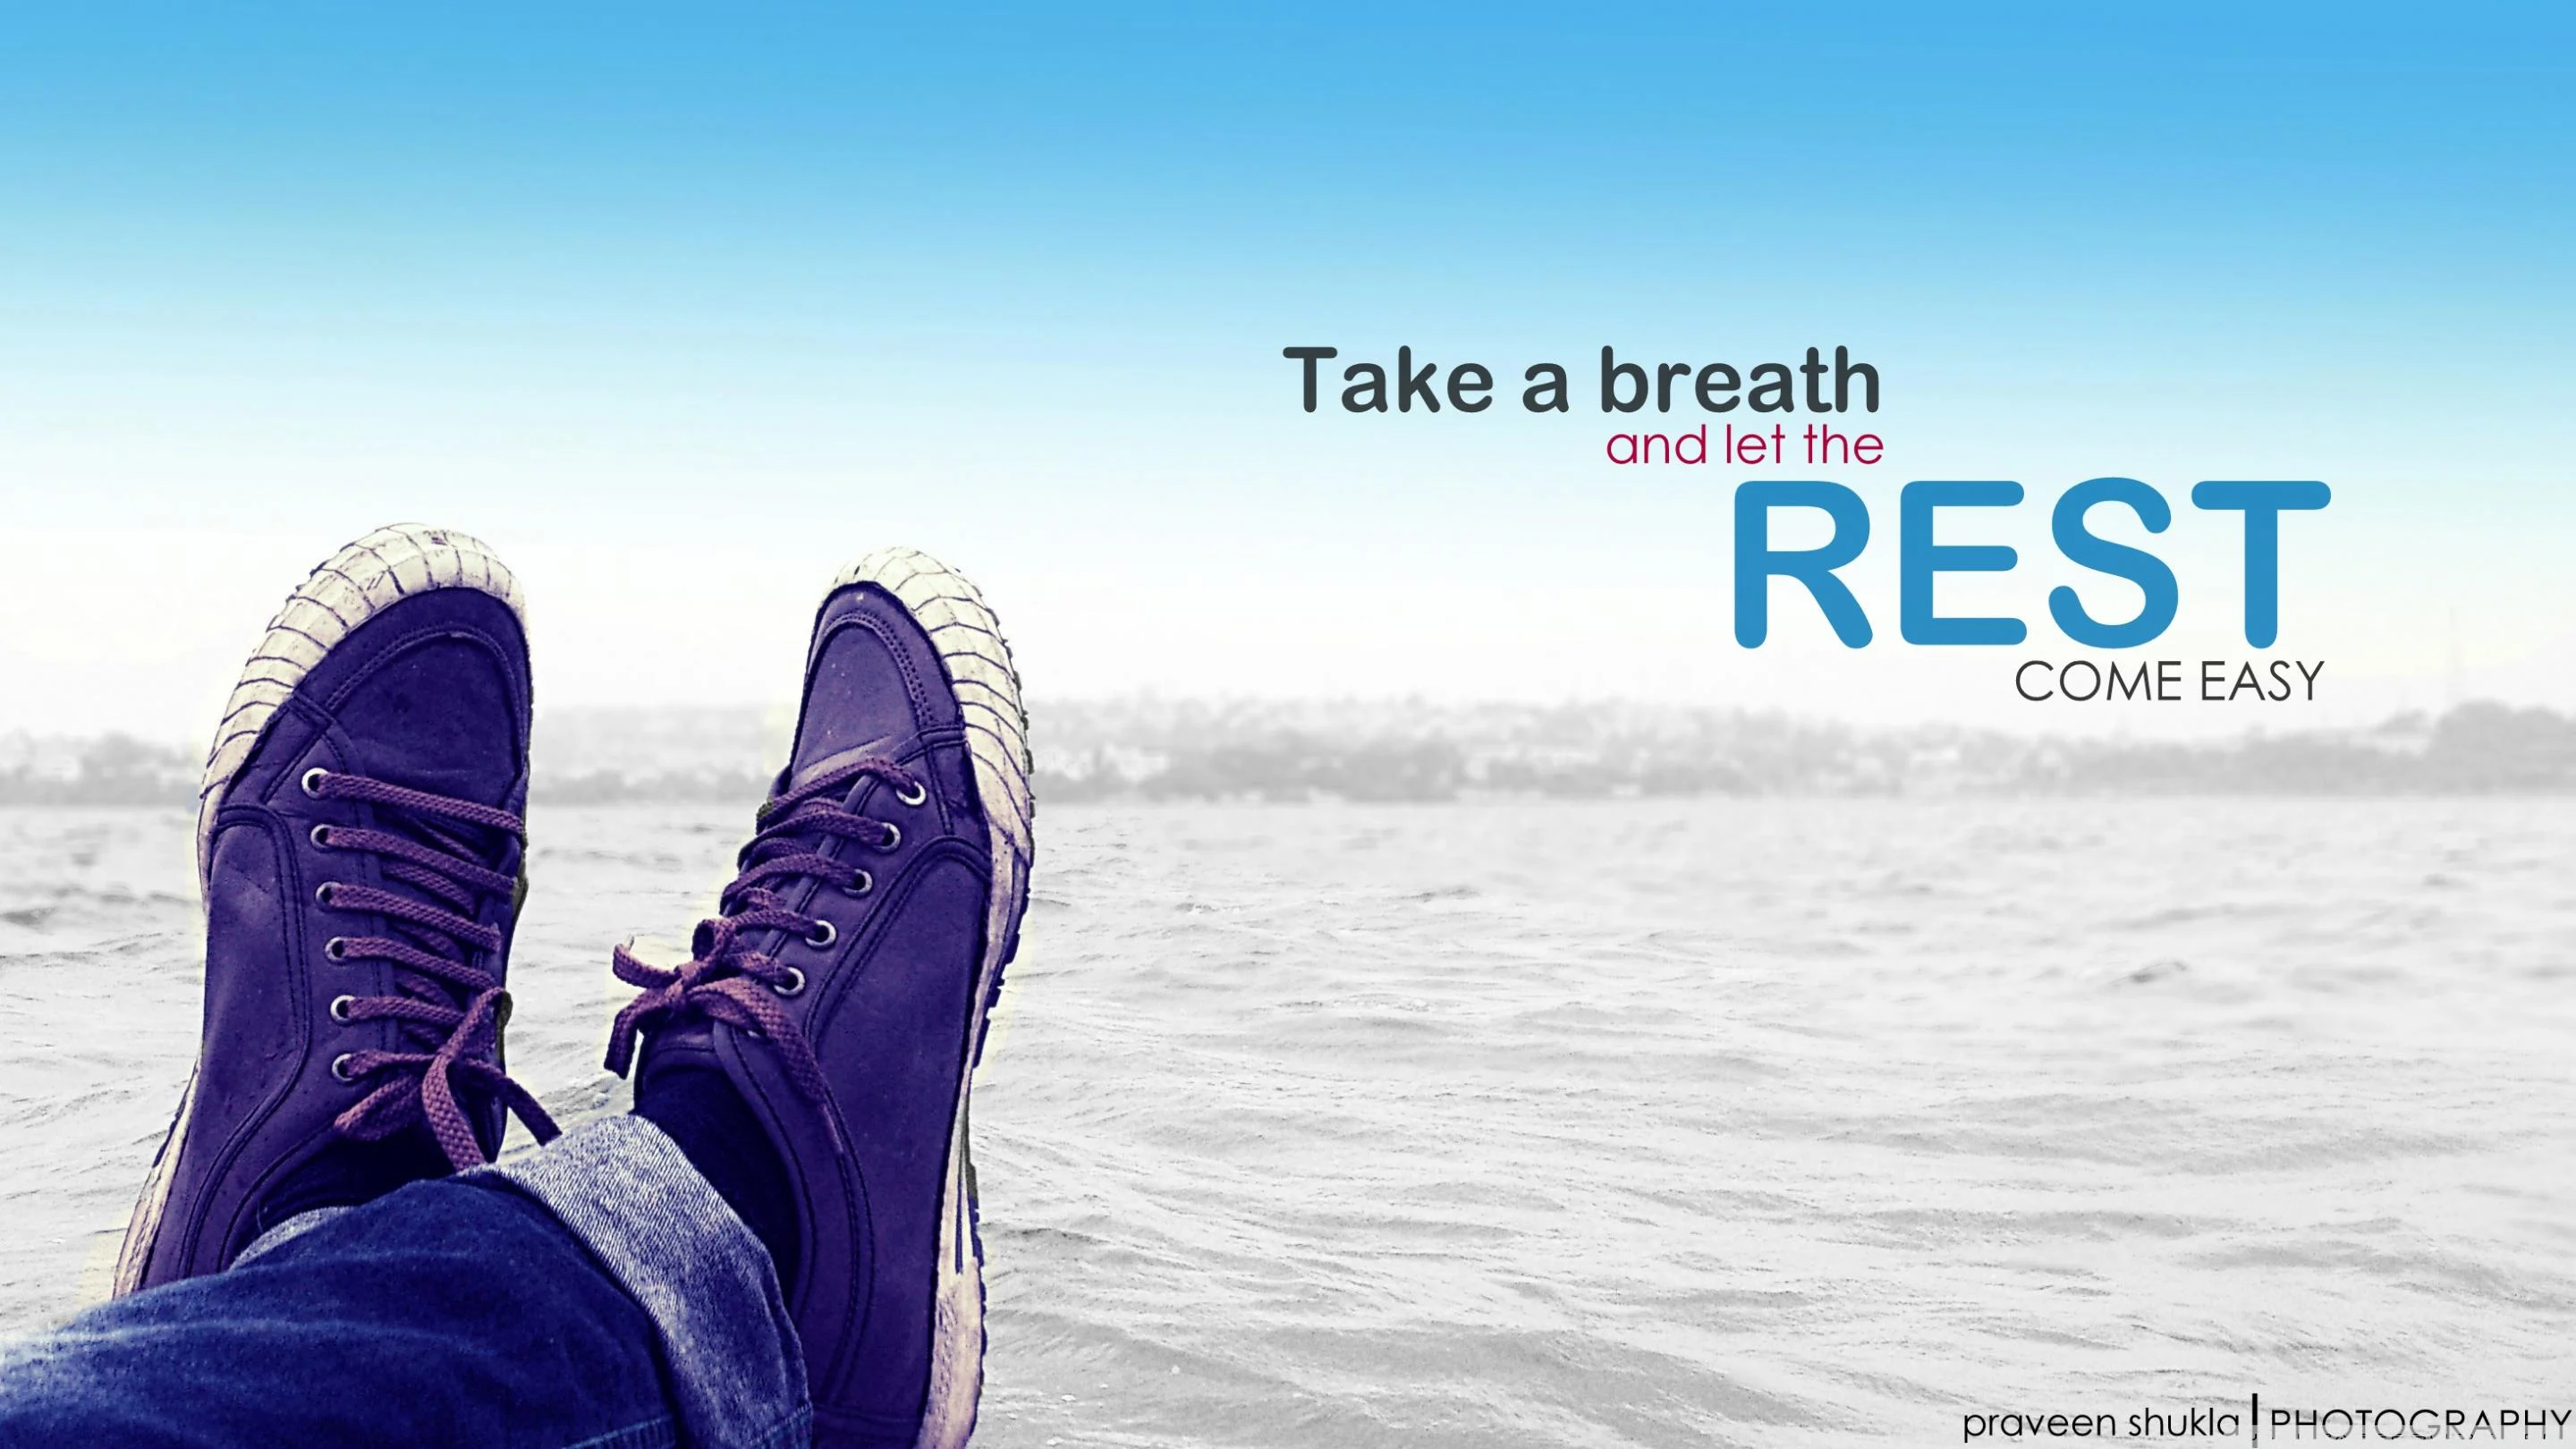 Take a breath
and let the
REST
COME EASY
praveen shukla | PHOTOGRAPHY